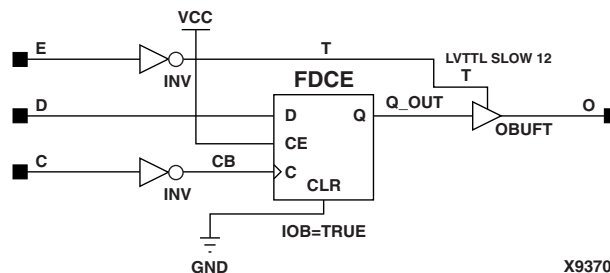 VCC
E
T
LVTTL SLOW 12
T
INV
FDCE
D
D
Q
Q_OUT
O
OBUFT
CE
C
CB
C
INV
CLR
IOB=TRUE
GND
X9370